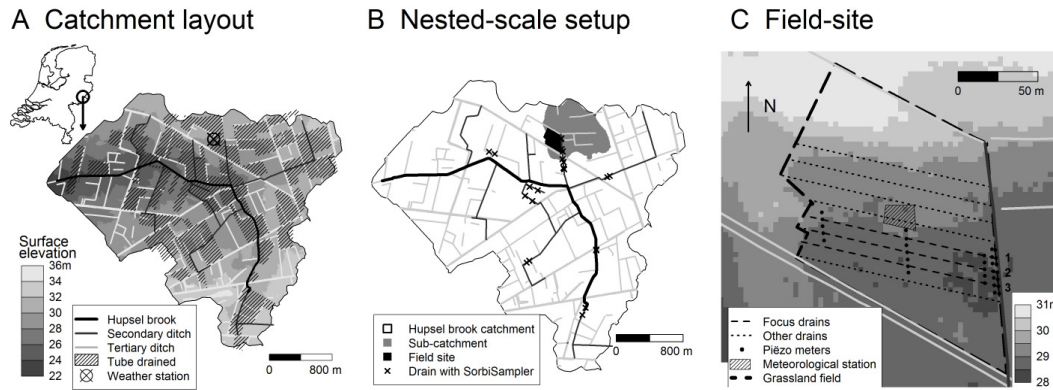 A Catchment layout
Surface
elevation
36m
34
32
30
28
26
24
22
Hupsel brook
Secondary ditch
Tertiary ditch
Tube drained
Weather station
0 800 m
B Nested-scale setup
Hupsel brook catchment
Sub-catchment
Field site
Drain with SorbiSampler
0 800 m
C Field-site
N
0 50 m
1
2
3
Focus drains
Other drains
Piëzo meters
Meteorological station
Grassland field
31m
30
29
28